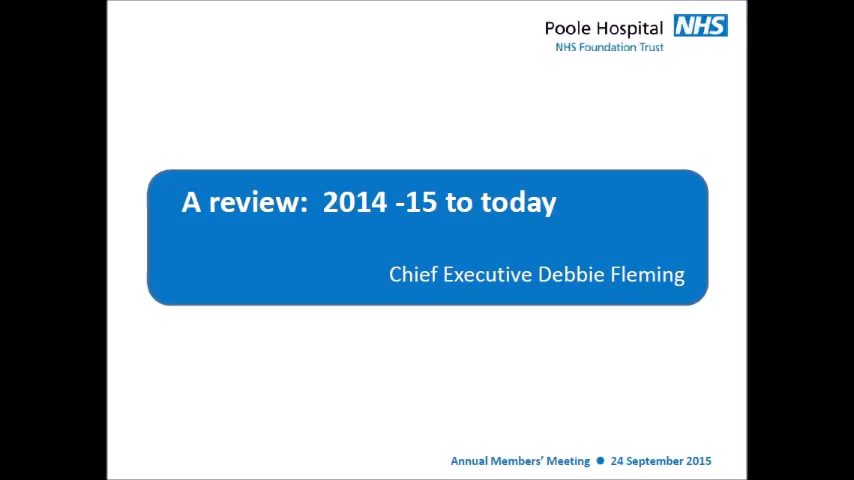 Poole Hospital NHS
NHS Foundation Trust
A review:  2014 -15 to today
Chief Executive Debbie Fleming
Annual Members’ Meeting ● 24 September 2015